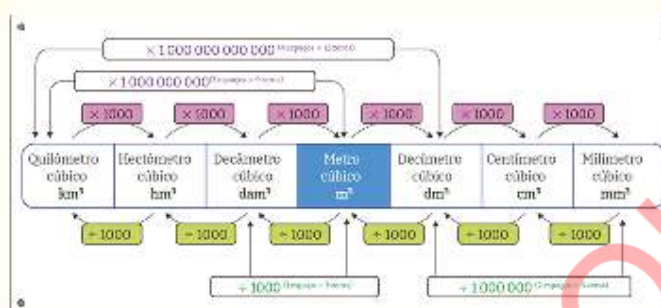 × 1 000 000 000 000
× 1 000 000 000
× 1000 × 1000 × 1000 × 1000 × 1000 × 1000
Quilómetro cúbico km³
Hectómetro cúbico hm³
Decâmetro cúbico dam³
Metro cúbico m³
Decímetro cúbico dm³
Centímetro cúbico cm³
Milímetro cúbico mm³
÷ 1000 ÷ 1000 ÷ 1000 ÷ 1000 ÷ 1000 ÷ 1000
÷ 1000
÷ 1 000 000